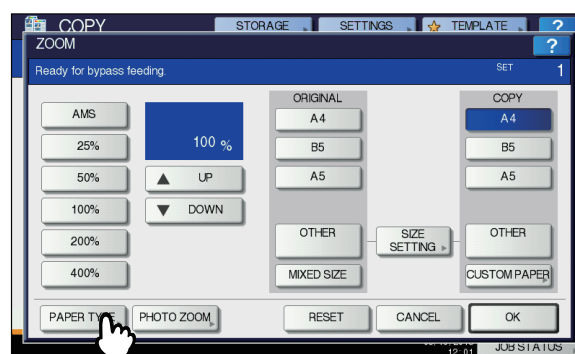 COPY STORAGE SETTINGS TEMPLATE ?
ZOOM ?
Ready for bypass feeding. SET 1
ORIGINAL COPY
AMS A4 A4
25% 100 % B5 B5
50% UP A5 A5
100% DOWN
200% OTHER SIZE SETTING OTHER
400% MIXED SIZE CUSTOM PAPER
PAPER TYPE PHOTO ZOOM RESET CANCEL OK
12:01 JOB STATUS